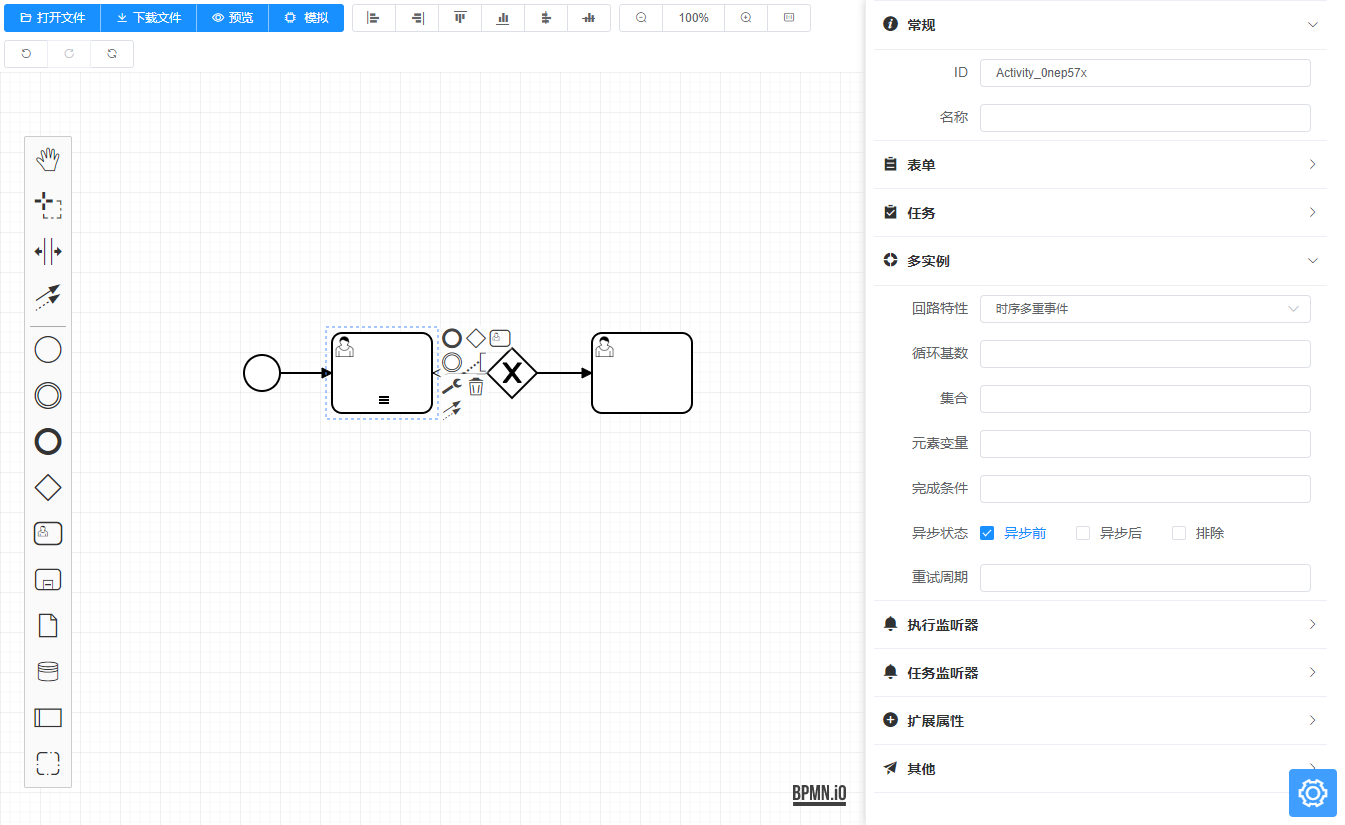 打开文件
下载文件
预览
模拟
100%
常规
ID
Activity_0nep57x
名称
表单
任务
多实例
回路特性
时序多重事件
循环基数
集合
元素变量
完成条件
异步状态
异步前
异步后
排除
重试周期
执行监听器
任务监听器
扩展属性
其他
BPMN.iO